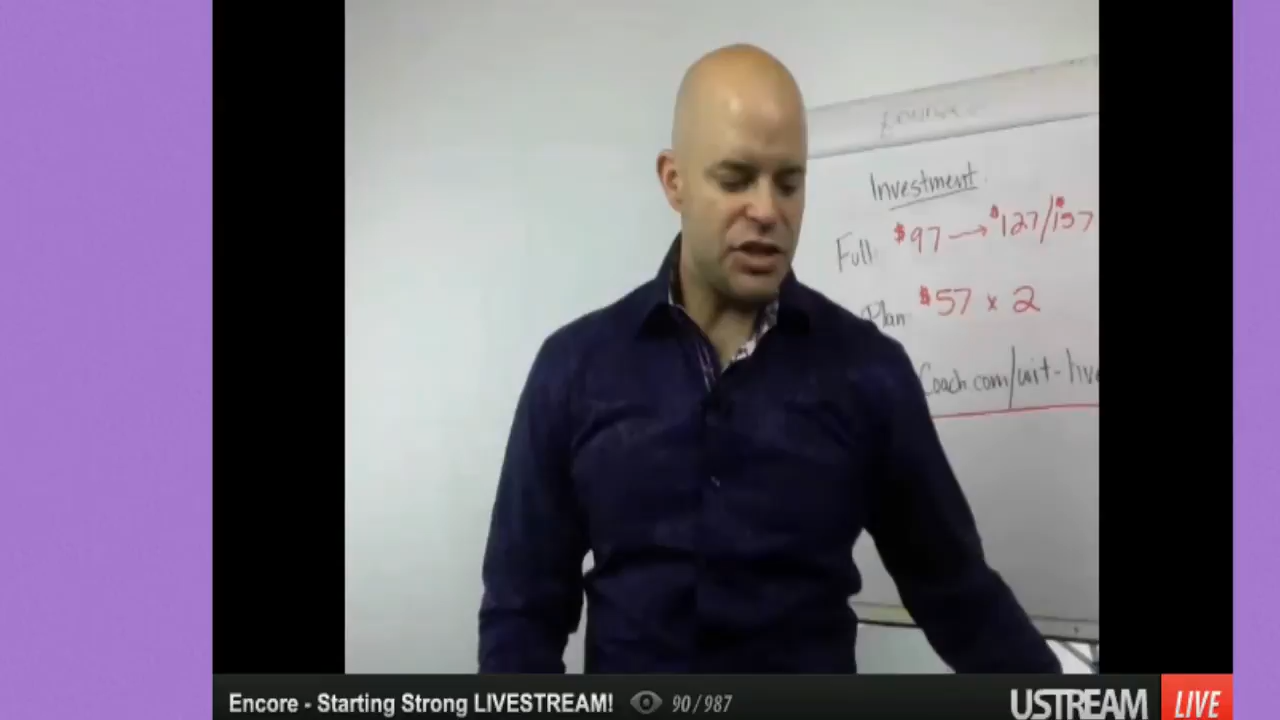 Investment
Full: $97 → $127/$157
Plan: $57 x 2
Coach.com/wit-live
Encore - Starting Strong LIVESTREAM! 90/987
USTREAM LIVE